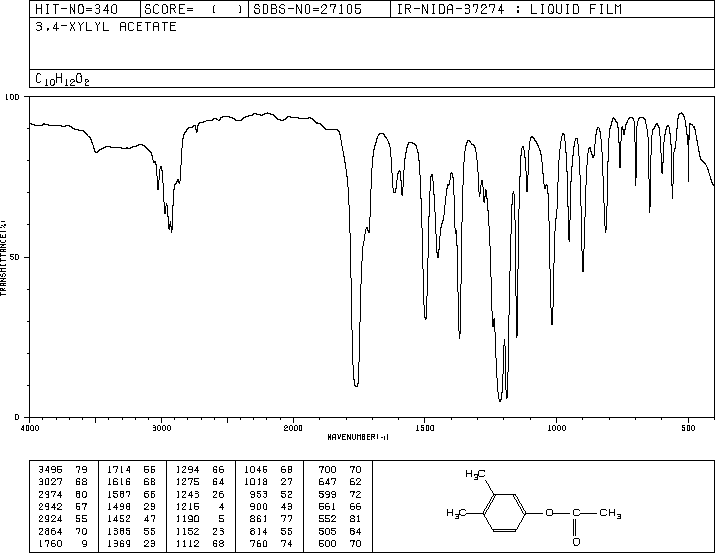 HIT-NO=340 SCORE= ( ) SDBS-NO=27105 IR-NIDA-37274 : LIQUID FILM
3,4-XYLYL ACETATE
C10H12O2
100
TRANSMITTANCE(%)
50
0
4000 3000 2000 1500 1000 500
WAVENUMBER(-1)
3495 79 1714 56 1294 66 1046 68 700 70
3027 68 1616 68 1275 64 1018 27 647 62
2974 60 1587 66 1243 26 953 52 599 72
2942 57 1498 29 1215 4 900 43 561 66
2924 55 1452 47 1190 5 861 77 552 81
2864 70 1385 55 1152 23 814 55 505 84
1760 9 1369 23 1112 68 760 74 500 70
H3C
H3C O C CH3
O